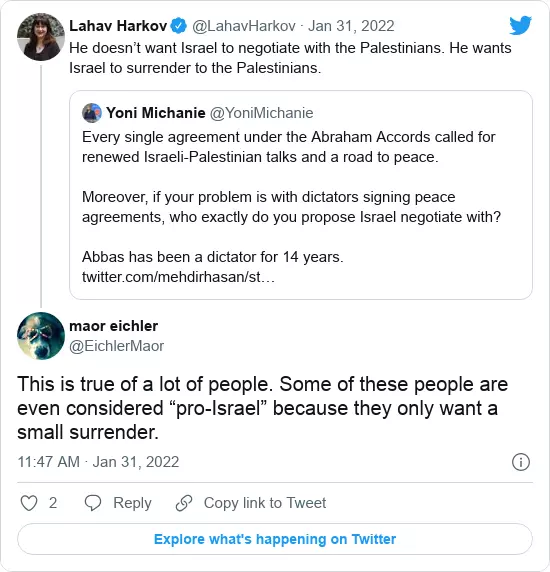 Lahav Harkov @LahavHarkov · Jan 31, 2022
He doesn’t want Israel to negotiate with the Palestinians. He wants
Israel to surrender to the Palestinians.
Yoni Michanie @YoniMichanie
Every single agreement under the Abraham Accords called for
renewed Israeli-Palestinian talks and a road to peace.
Moreover, if your problem is with dictators signing peace
agreements, who exactly do you propose Israel negotiate with?
Abbas has been a dictator for 14 years.
twitter.com/mehdirhasan/st…
maor eichler
@EichlerMaor
This is true of a lot of people. Some of these people are
even considered “pro-Israel” because they only want a
small surrender.
11:47 AM · Jan 31, 2022
2 Reply Copy link to Tweet
Explore what's happening on Twitter